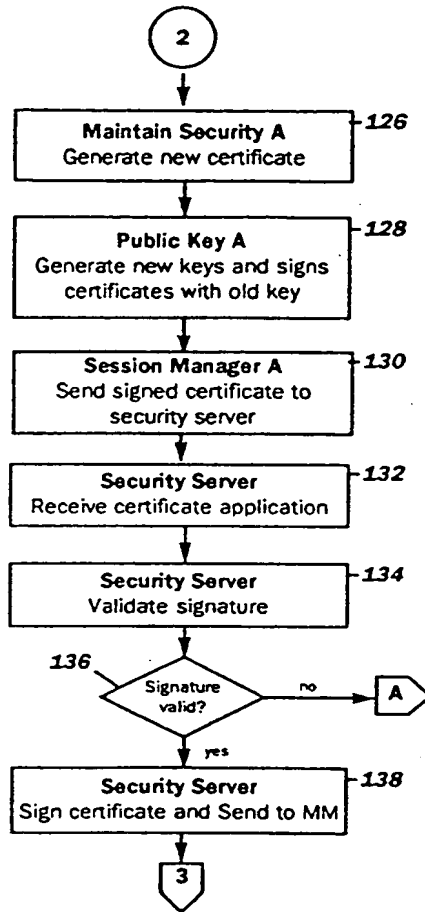 2
Maintain Security A
Generate new certificate
126
Public Key A
Generate new keys and signs
certificates with old key
128
Session Manager A
Send signed certificate to
security server
130
Security Server
Receive certificate application
132
Security Server
Validate signature
134
136
Signature
valid?
no
A
yes
Security Server
Sign certificate and Send to MM
138
3